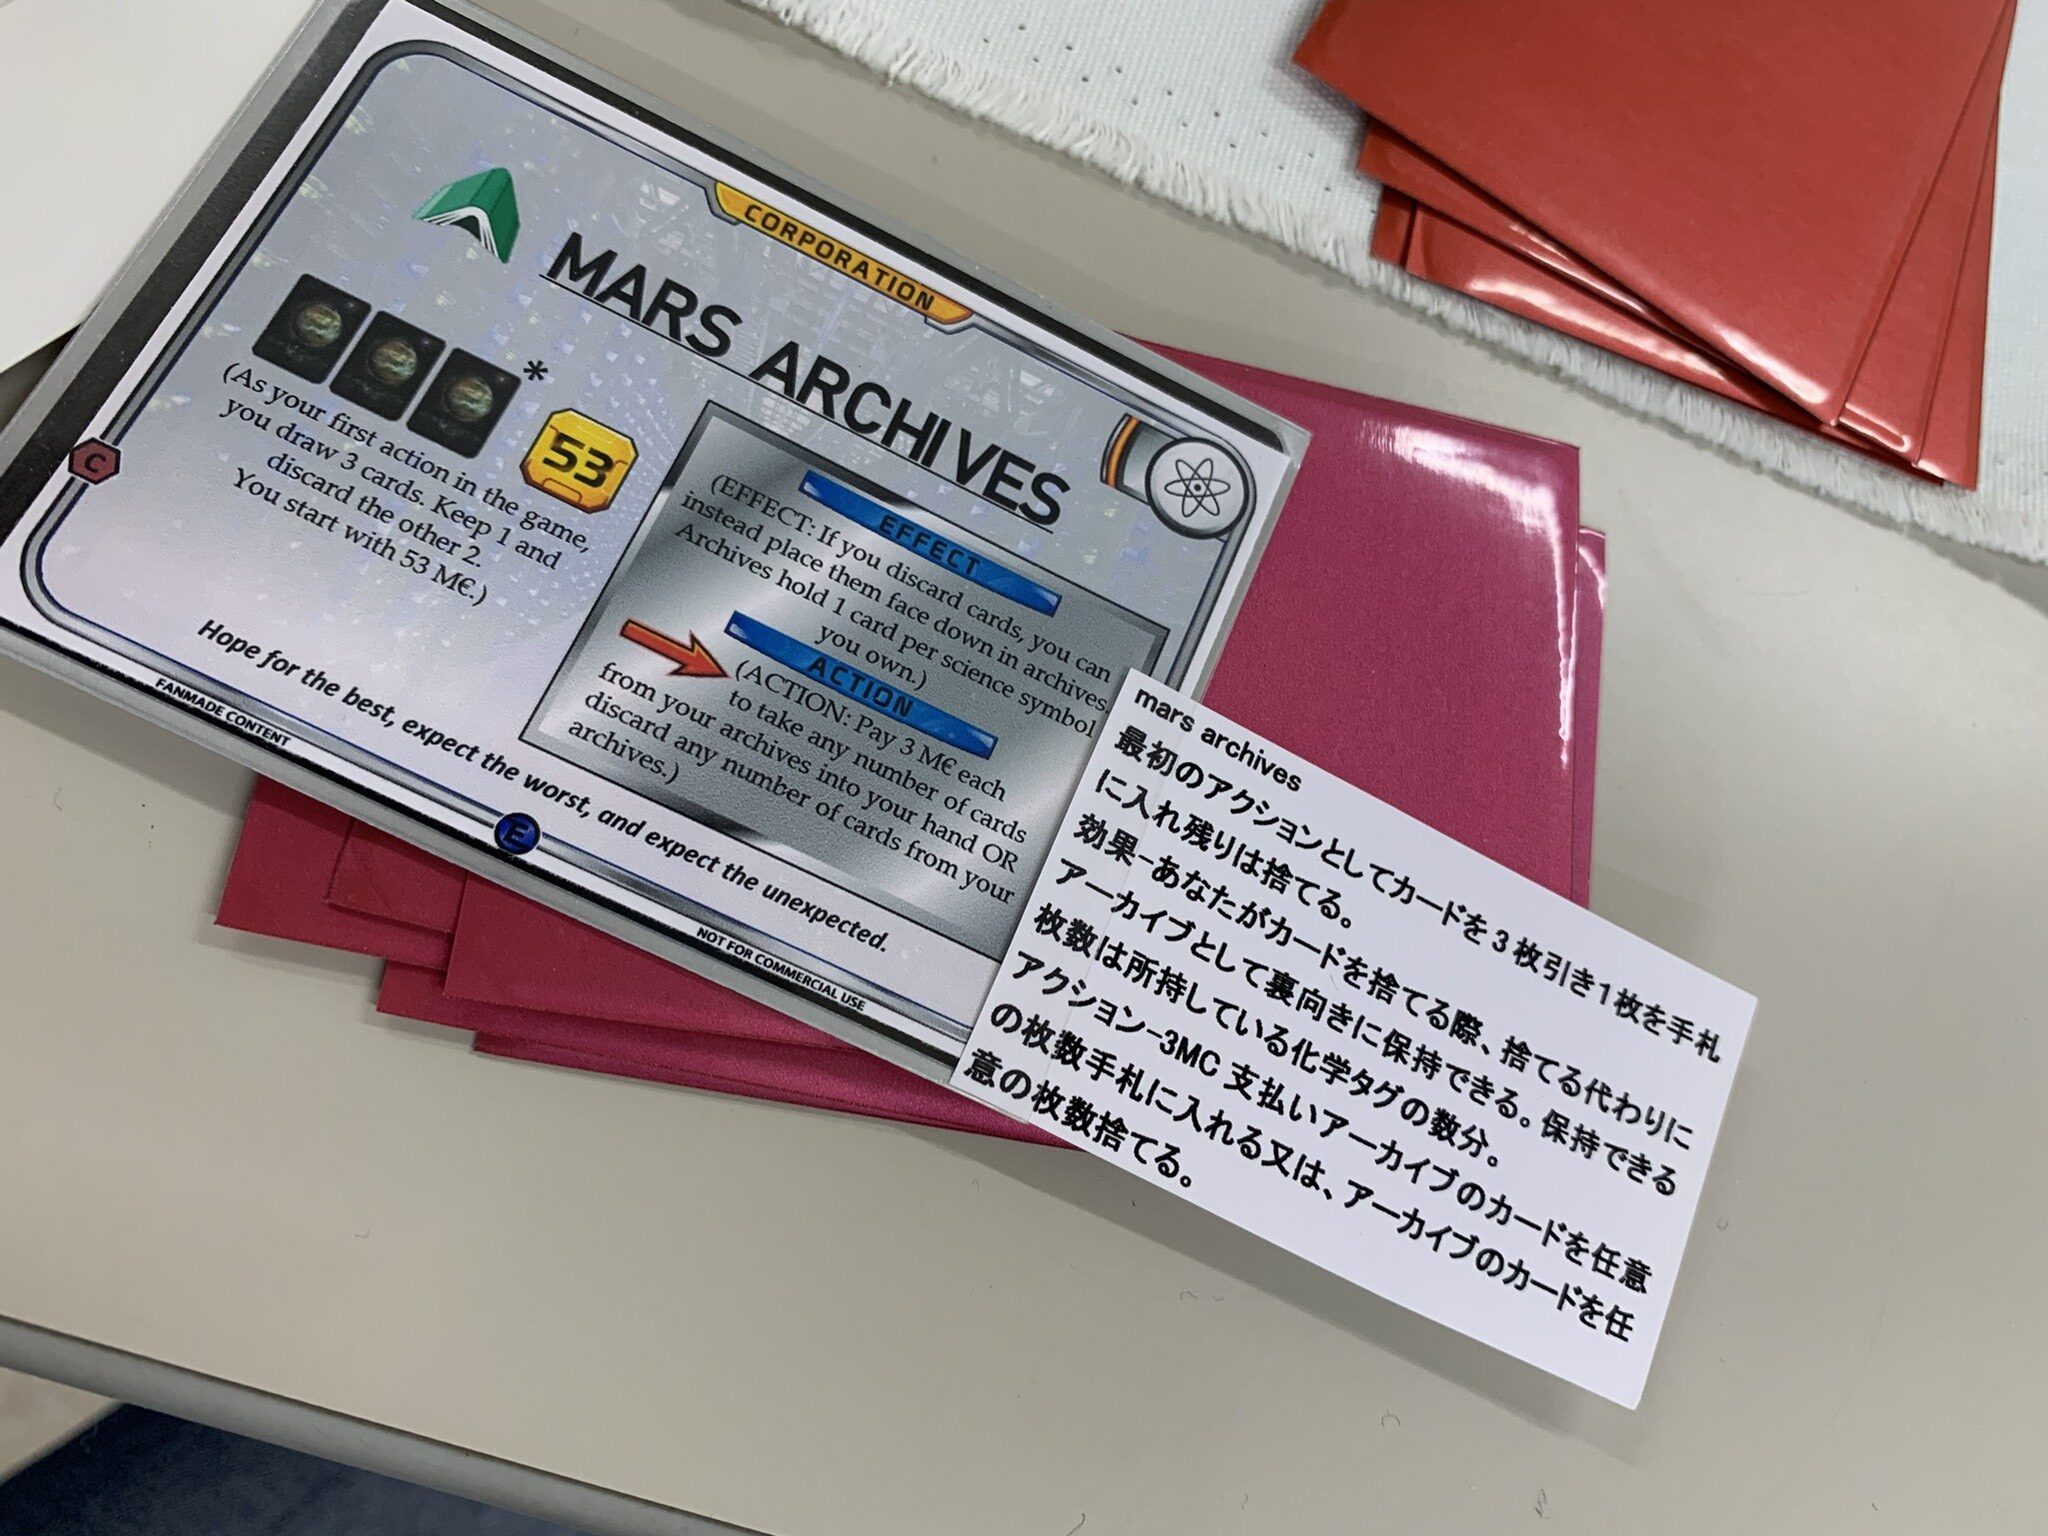 CORPORATION
MARS ARCHIVES
(As your first action in the game,
you draw 3 cards. Keep 1 and
discard the other 2.
You start with 53 M€.)
53
*
EFFECT
(EFFECT: If you discard cards, you can
instead place them face down in archives.
Archives hold 1 card per science symbol
you own.)
ACTION
(ACTION: Pay 3 M€ each
to take any number of cards
from your archives into your hand OR
discard any number of cards from your
archives.)
C
Hope for the best, expect the worst, and expect the unexpected.
FANMADE CONTENT
E
NOT FOR COMMERCIAL USE
mars archives
最初のアクションとしてカードを3枚引き1枚を手札
に入れ残りは捨てる。
効果-あなたがカードを捨てる際、捨てる代わりに
アーカイブとして裏向きに保持できる。保持できる
枚数は所持している化学タグの数分。
アクション-3MC 支払いアーカイブのカードを任意
の枚数手札に入れる又は、アーカイブのカードを任
意の枚数捨てる。